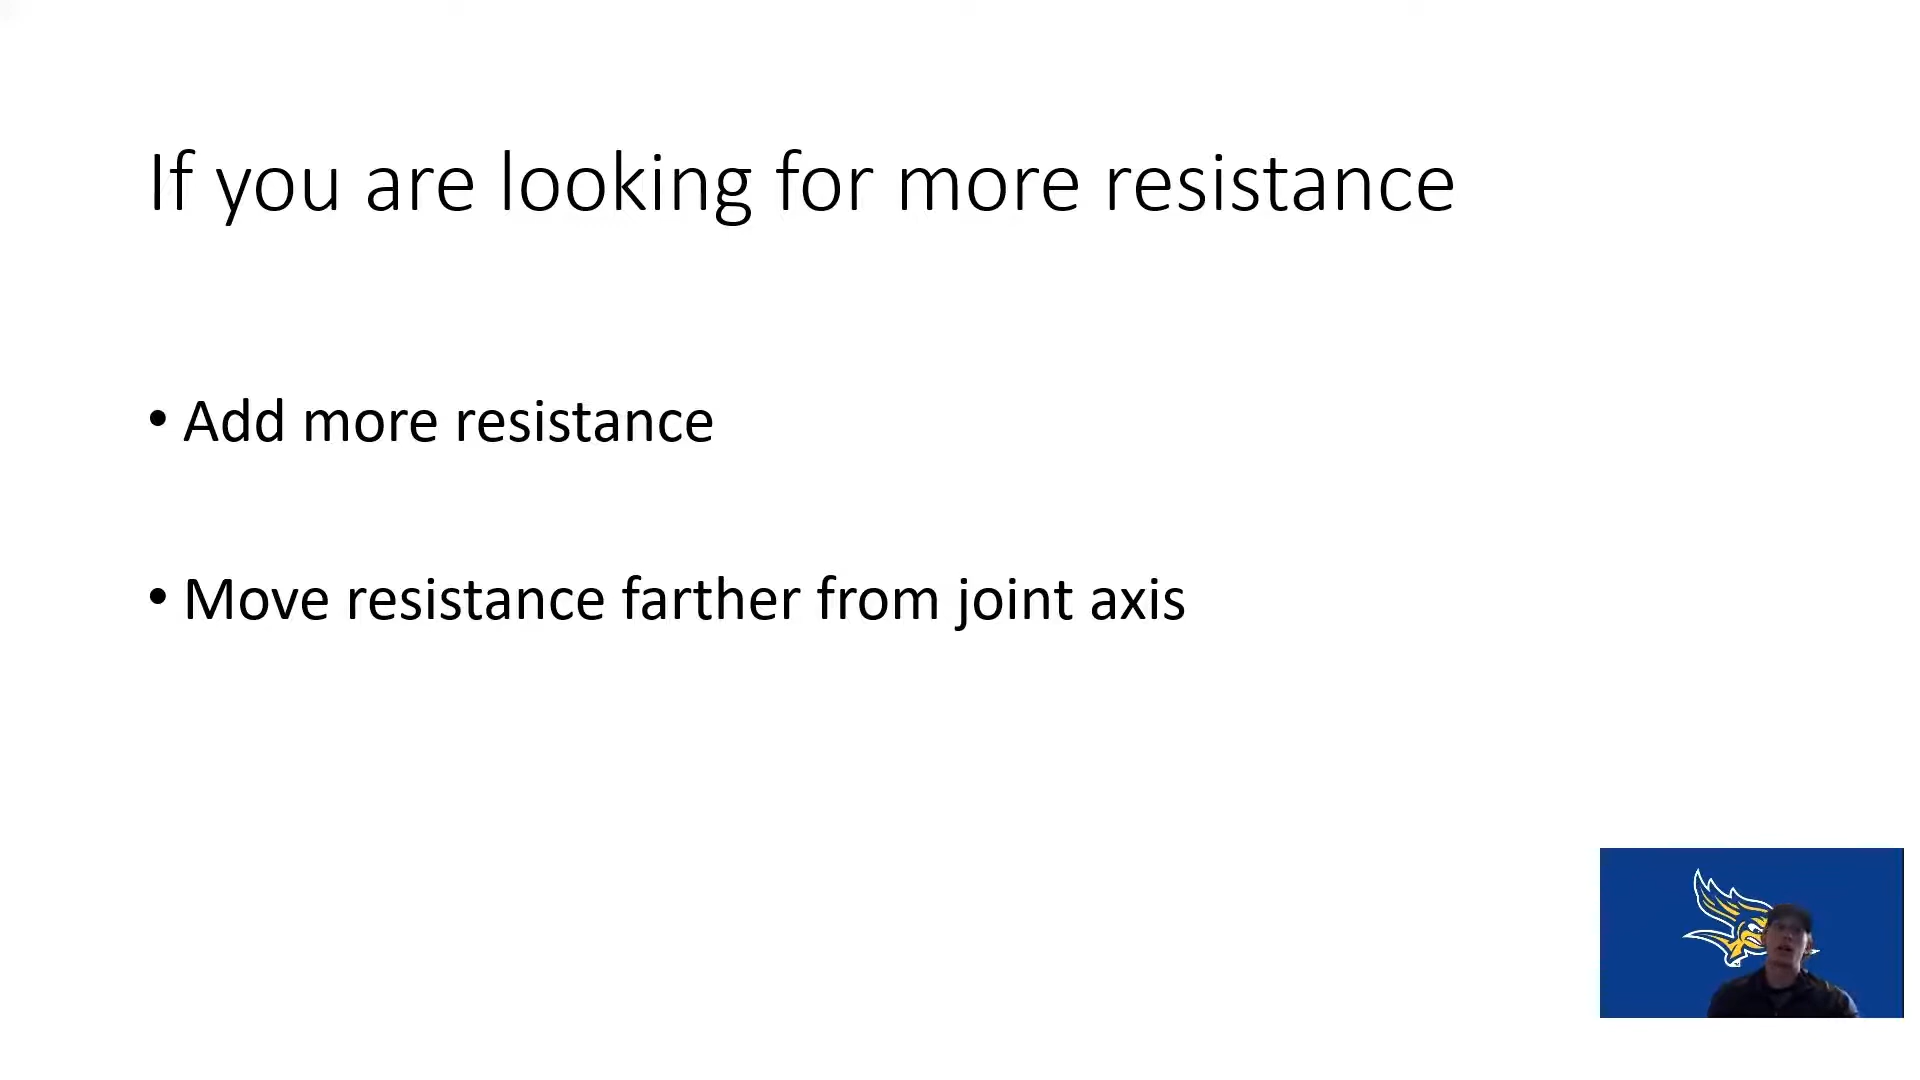 If you are looking for more resistance
• Add more resistance
• Move resistance farther from joint axis